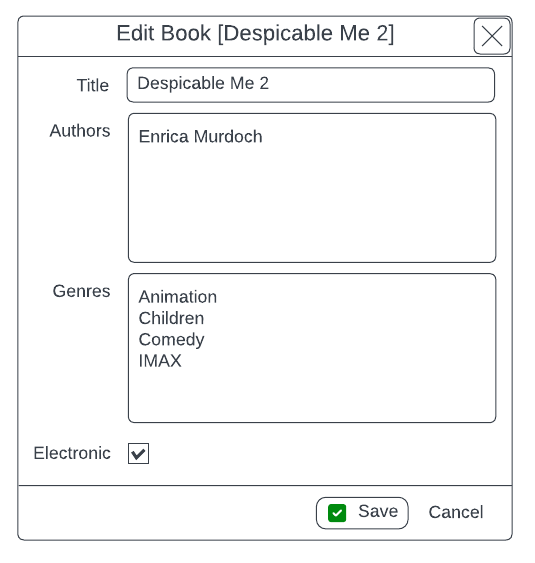 Edit Book [Despicable Me 2]
Title
Despicable Me 2
Authors
Enrica Murdoch
Genres
Animation
Children
Comedy
IMAX
Electronic
Save
Cancel